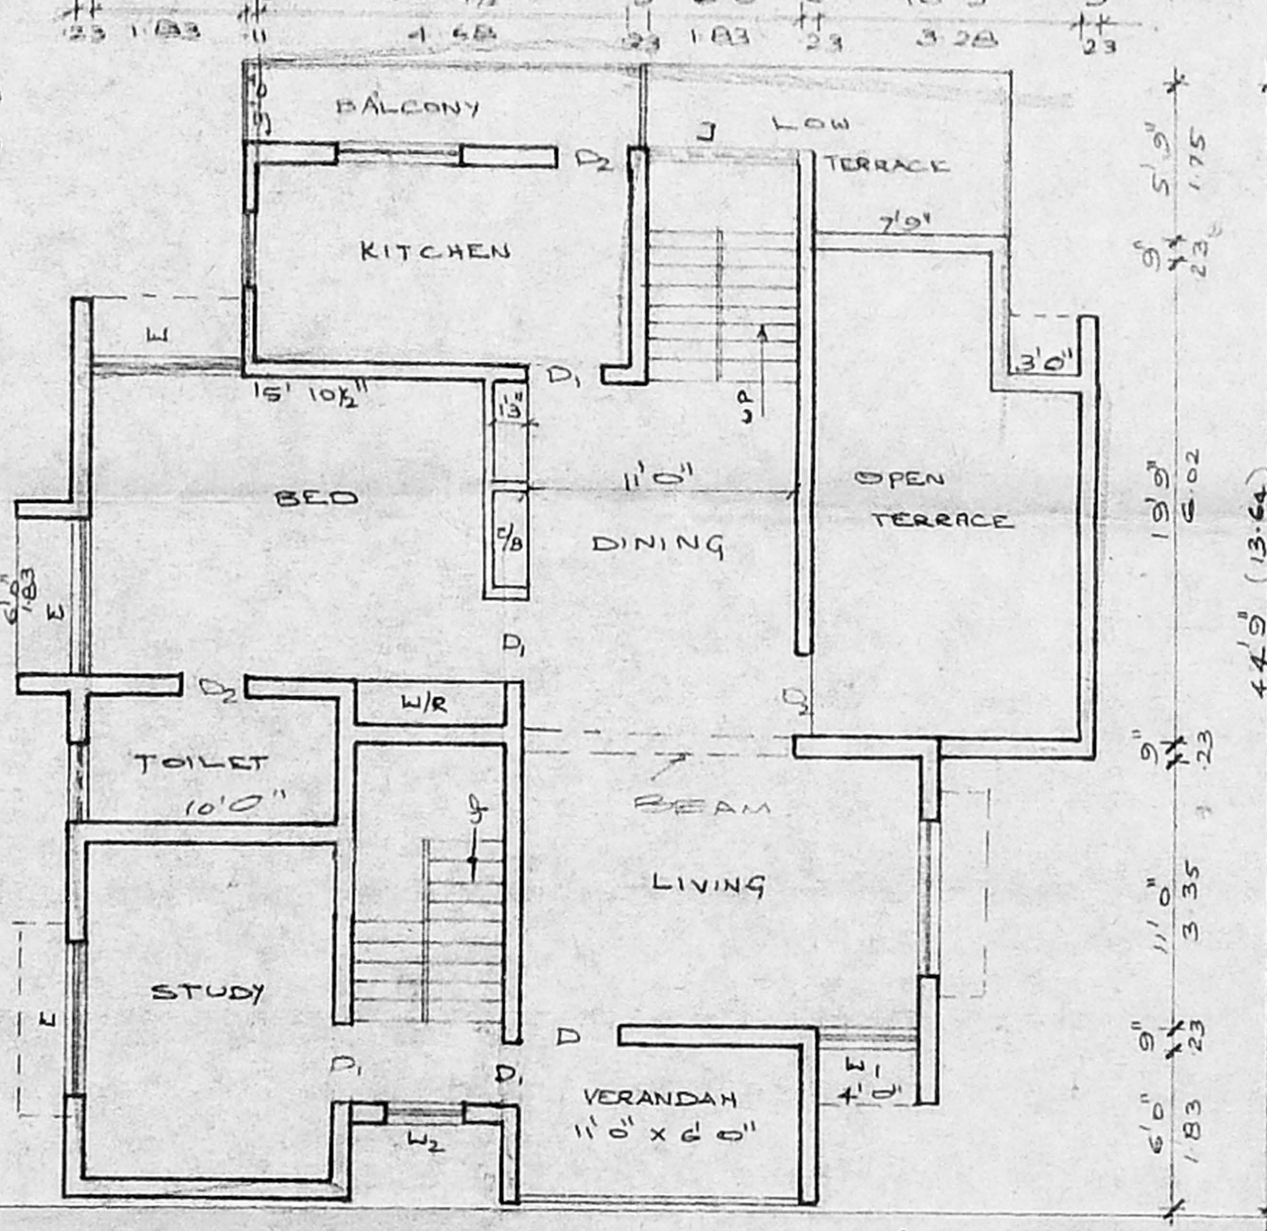 .23 1.83 .11 4.48 .23 1.83 .23 3.28 .23
BALCONY
LOW
TERRACE
D2
7'9"
5'9"
1.75
KITCHEN
9"
.23
E
3'0"
D1
15' 10½"
1'3"
UP
BED
11'0"
OPEN
TERRACE
19'9"
6.02
C/B
DINING
44'9" (13.64)
6'0"
1.83
E
D1
D2
W/R
D2
TOILET
10'0"
9"
.23
BEAM
UP
LIVING
11'0"
3.35
STUDY
E
D
9"
.23
D1
D1
E1
4'0"
VERANDAH
11'0" X 6'0"
W2
6'0"
1.83